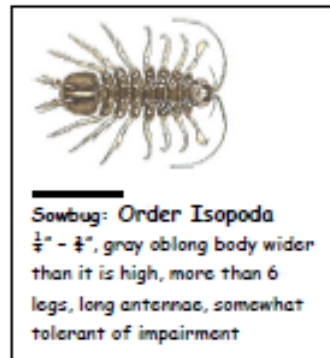 Sowbug: Order Isopoda
¼" - ¾", gray oblong body wider
than it is high, more than 6
legs, long antennae, somewhat
tolerant of impairment